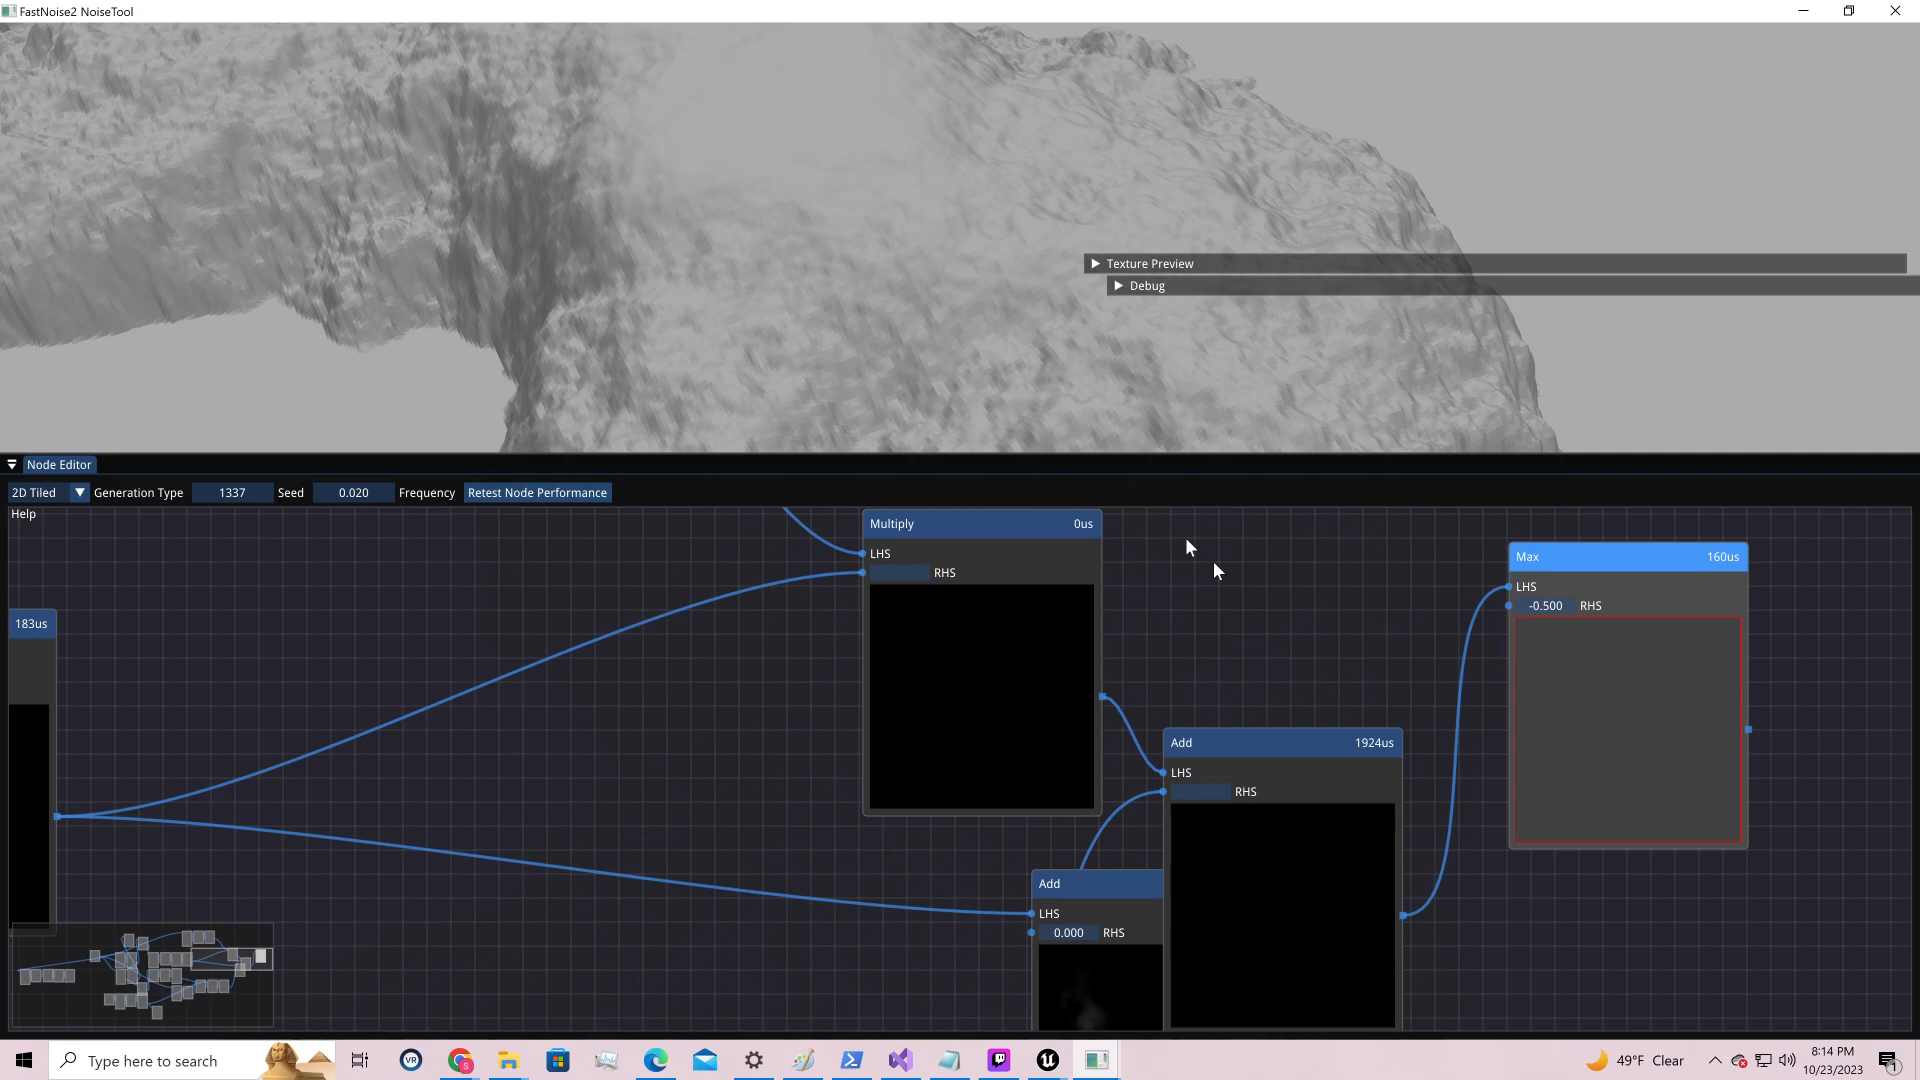 FastNoise2 NoiseTool
Texture Preview
Debug
Node Editor
2D Tiled Generation Type 1337 Seed 0.020 Frequency Retest Node Performance
Help
Multiply 0us
LHS
RHS
Max 160us
LHS
-0.500 RHS
183us
Add 1924us
LHS
RHS
Add
LHS
0.000 RHS
Type here to search
VR
S
49°F Clear
8:14 PM
10/23/2023
1